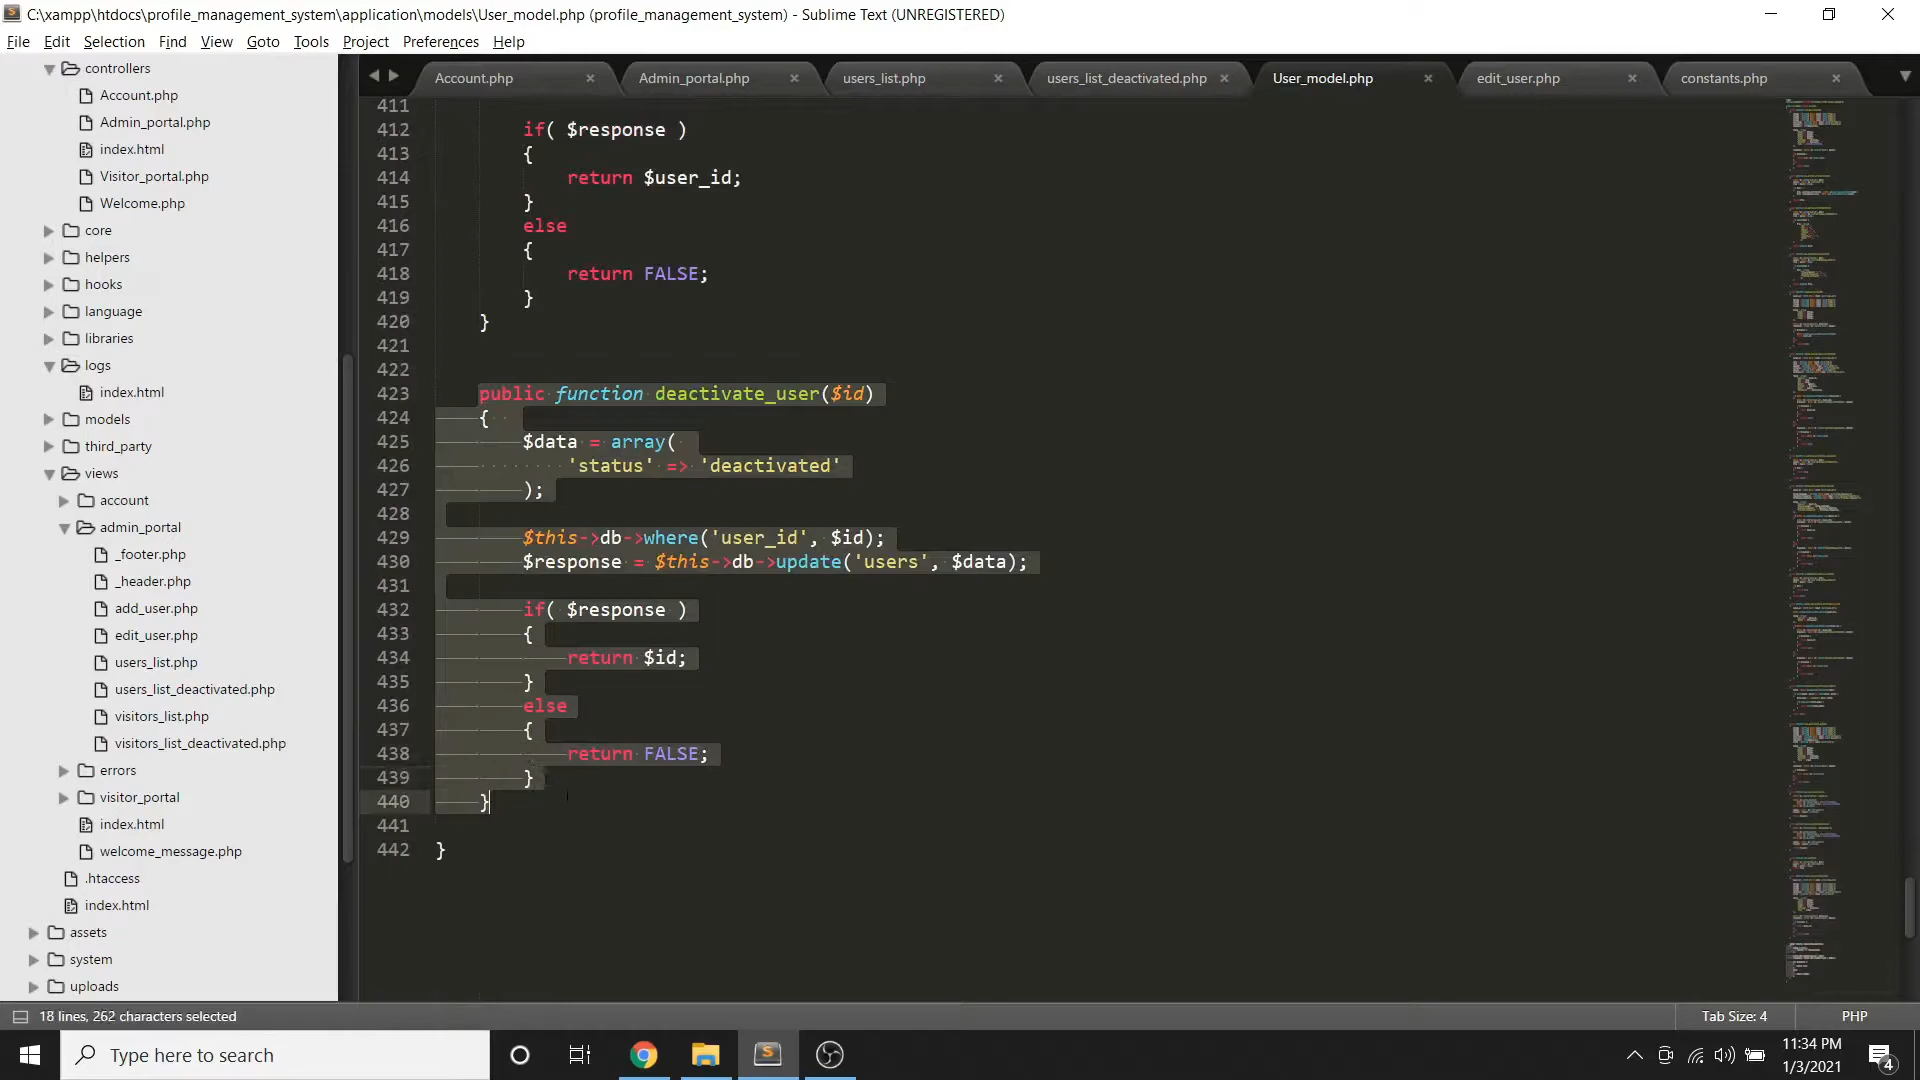 C:\xampp\htdocs\profile_management_system\application\models\User_model.php (profile_management_system) - Sublime Text (UNREGISTERED)
File Edit Selection Find View Goto Tools Project Preferences Help
controllers
Account.php
Admin_portal.php
index.html
Visitor_portal.php
Welcome.php
core
helpers
hooks
language
libraries
logs
index.html
models
third_party
views
account
admin_portal
_footer.php
_header.php
add_user.php
edit_user.php
users_list.php
users_list_deactivated.php
visitors_list.php
visitors_list_deactivated.php
errors
visitor_portal
index.html
welcome_message.php
.htaccess
index.html
assets
system
uploads
Account.php Admin_portal.php users_list.php users_list_deactivated.php User_model.php edit_user.php constants.php
411
412 if( $response )
413 {
414 return $user_id;
415 }
416 else
417 {
418 return FALSE;
419 }
420 }
421
422
423 public function deactivate_user($id)
424 {
425 $data = array(
426 'status' => 'deactivated'
427 );
428
429 $this->db->where('user_id', $id);
430 $response = $this->db->update('users', $data);
431
432 if( $response )
433 {
434 return $id;
435 }
436 else
437 {
438 return FALSE;
439 }
440 }
441
442 }
18 lines, 262 characters selected Tab Size: 4 PHP
Type here to search
11:34 PM
1/3/2021
4